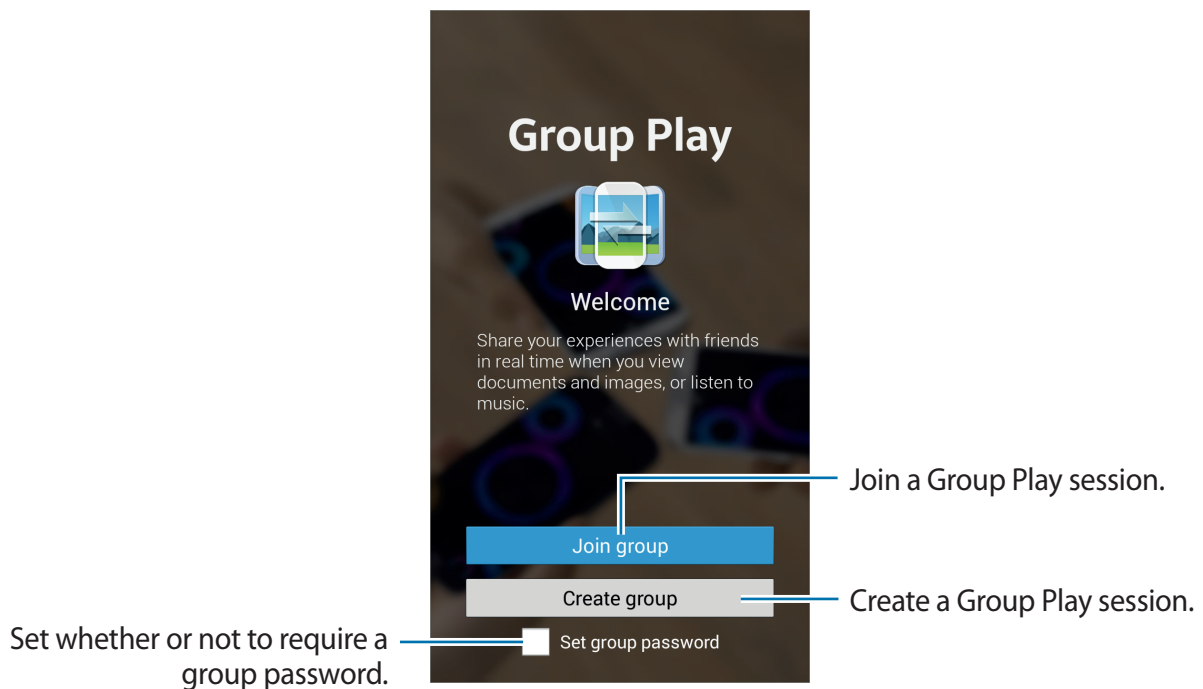 Group Play
Welcome
Share your experiences with friends
in real time when you view
documents and images, or listen to
music.
Join a Group Play session.
Join group
Create group
Create a Group Play session.
Set whether or not to require a
group password.
Set group password